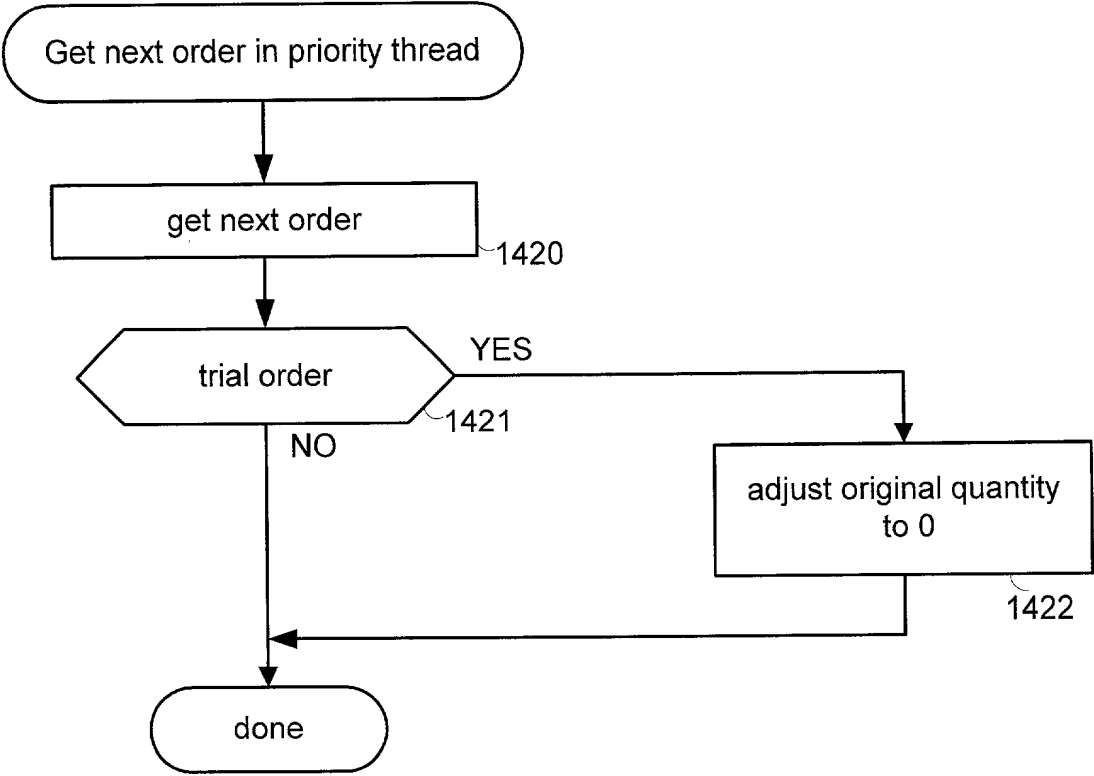 Get next order in priority thread
get next order
1420
trial order
YES
1421
NO
adjust original quantity
to 0
1422
done